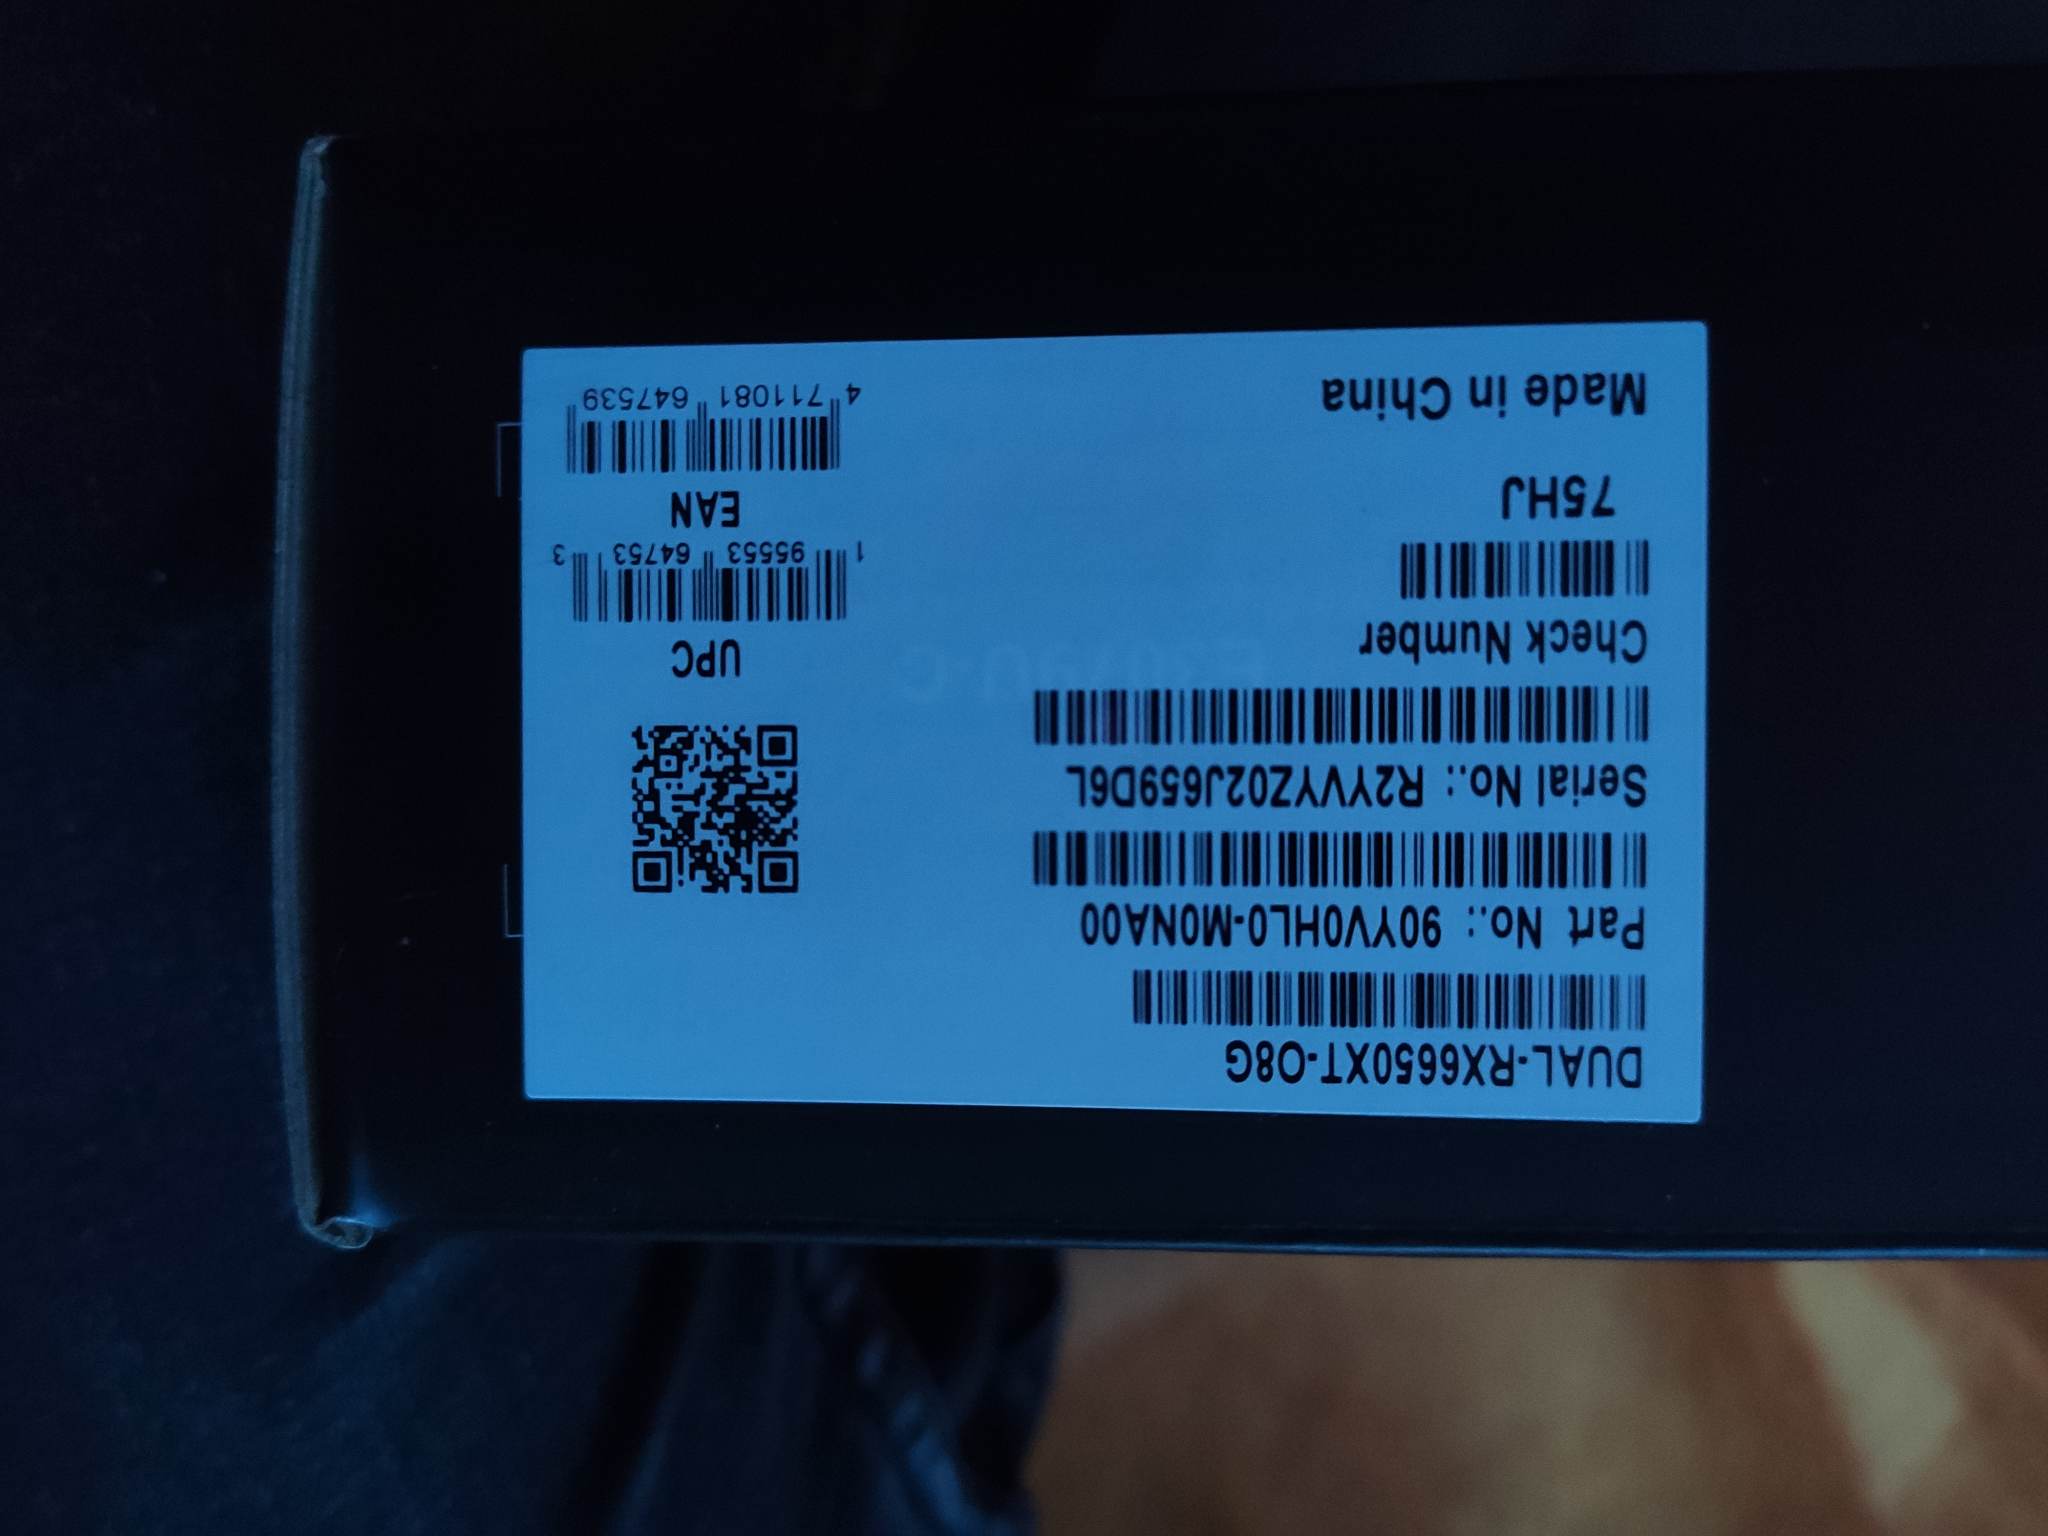 DUAL-RX6650XT-O8G
Part No.: 90YV0HL0-M0NA00
Serial No.: R2YVYZ02J659D6L
Check Number
75HJ
Made in China
UPC
1 95553 64753 3
EAN
4 711081 647539